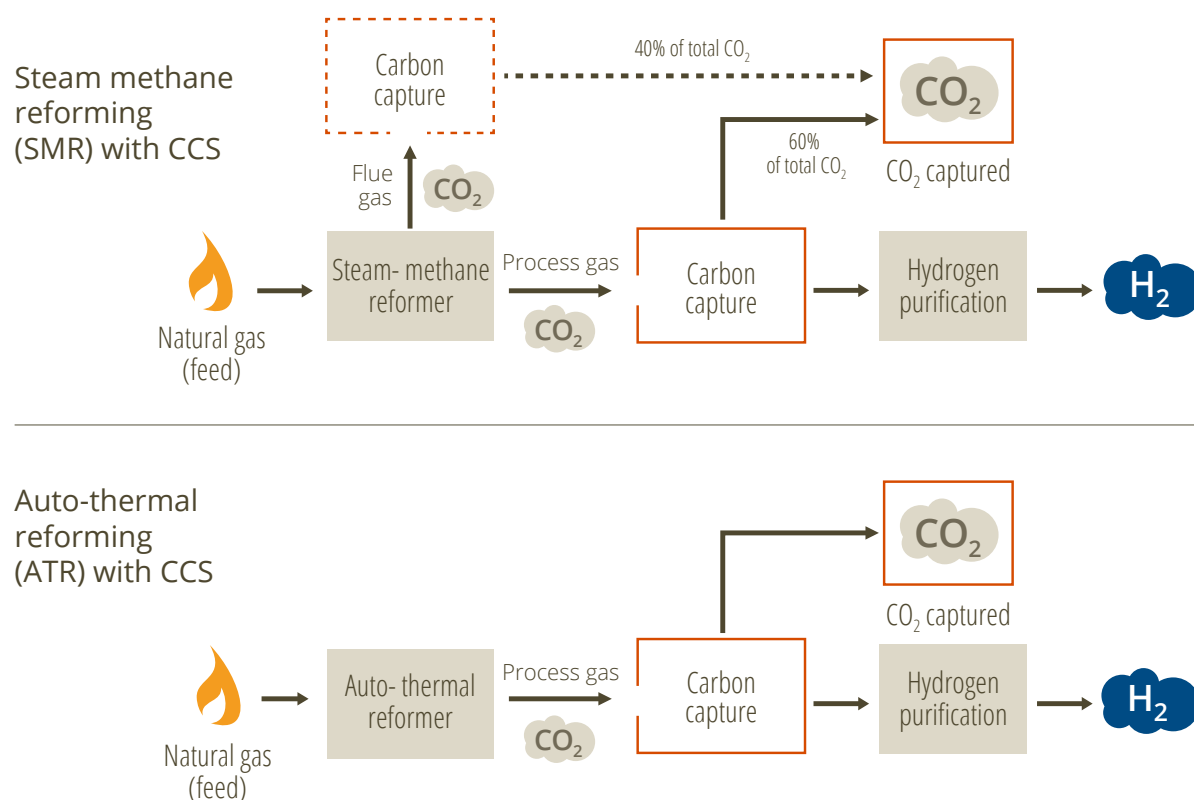 Steam methane
reforming
(SMR) with CCS
Carbon
capture
40% of total CO₂
CO₂
60%
of total CO₂
CO₂ captured
Flue
gas
CO₂
Natural gas
(feed)
Steam- methane
reformer
Process gas
CO₂
Carbon
capture
Hydrogen
purification
H₂
Auto-thermal
reforming
(ATR) with CCS
CO₂
CO₂ captured
Natural gas
(feed)
Auto- thermal
reformer
Process gas
CO₂
Carbon
capture
Hydrogen
purification
H₂